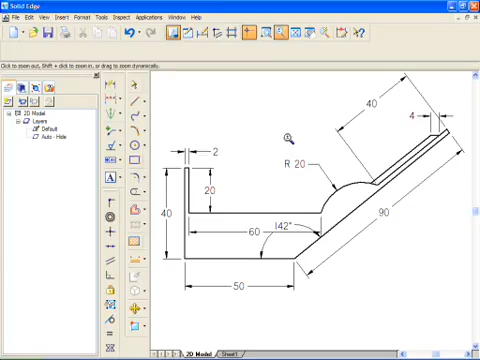 Solid Edge
File Edit View Insert Format Tools Inspect Applications Window Help
Click to zoom out, Shift + click to zoom in, or drag to zoom dynamically.
2D Model
Layers
Default
Auto - Hide
A
40
4
2
R 20
20
40
60
142°
90
50
2D Model Sheet1